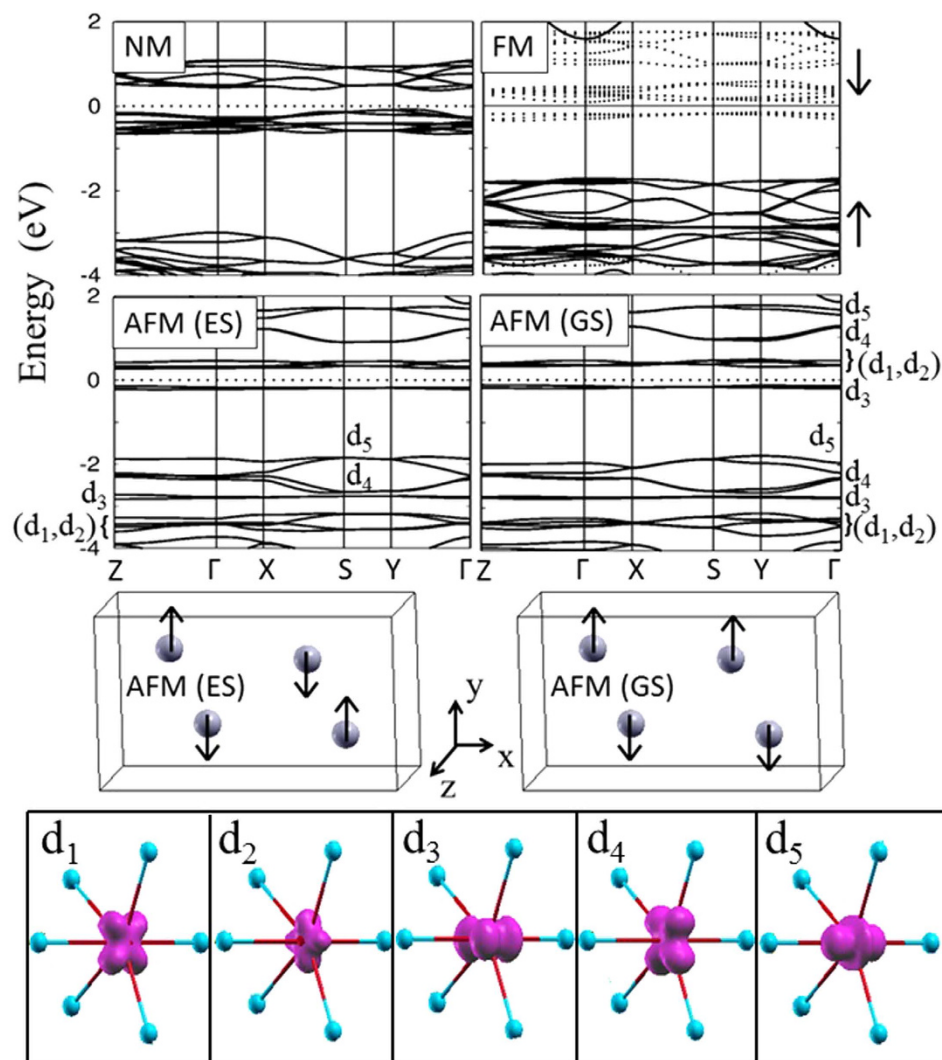 2
NM
FM
0
-2
-4
Energy (eV)
2
AFM (ES)
AFM (GS)
d5
d4
}(d1,d2)
0
d3
d5
d5
-2
d4
d4
d3
d3
(d1,d2){
}(d1,d2)
-4
Z Γ X S Y Γ
Z Γ X S Y Γ
AFM (ES)
AFM (GS)
y
x
z
d1
d2
d3
d4
d5